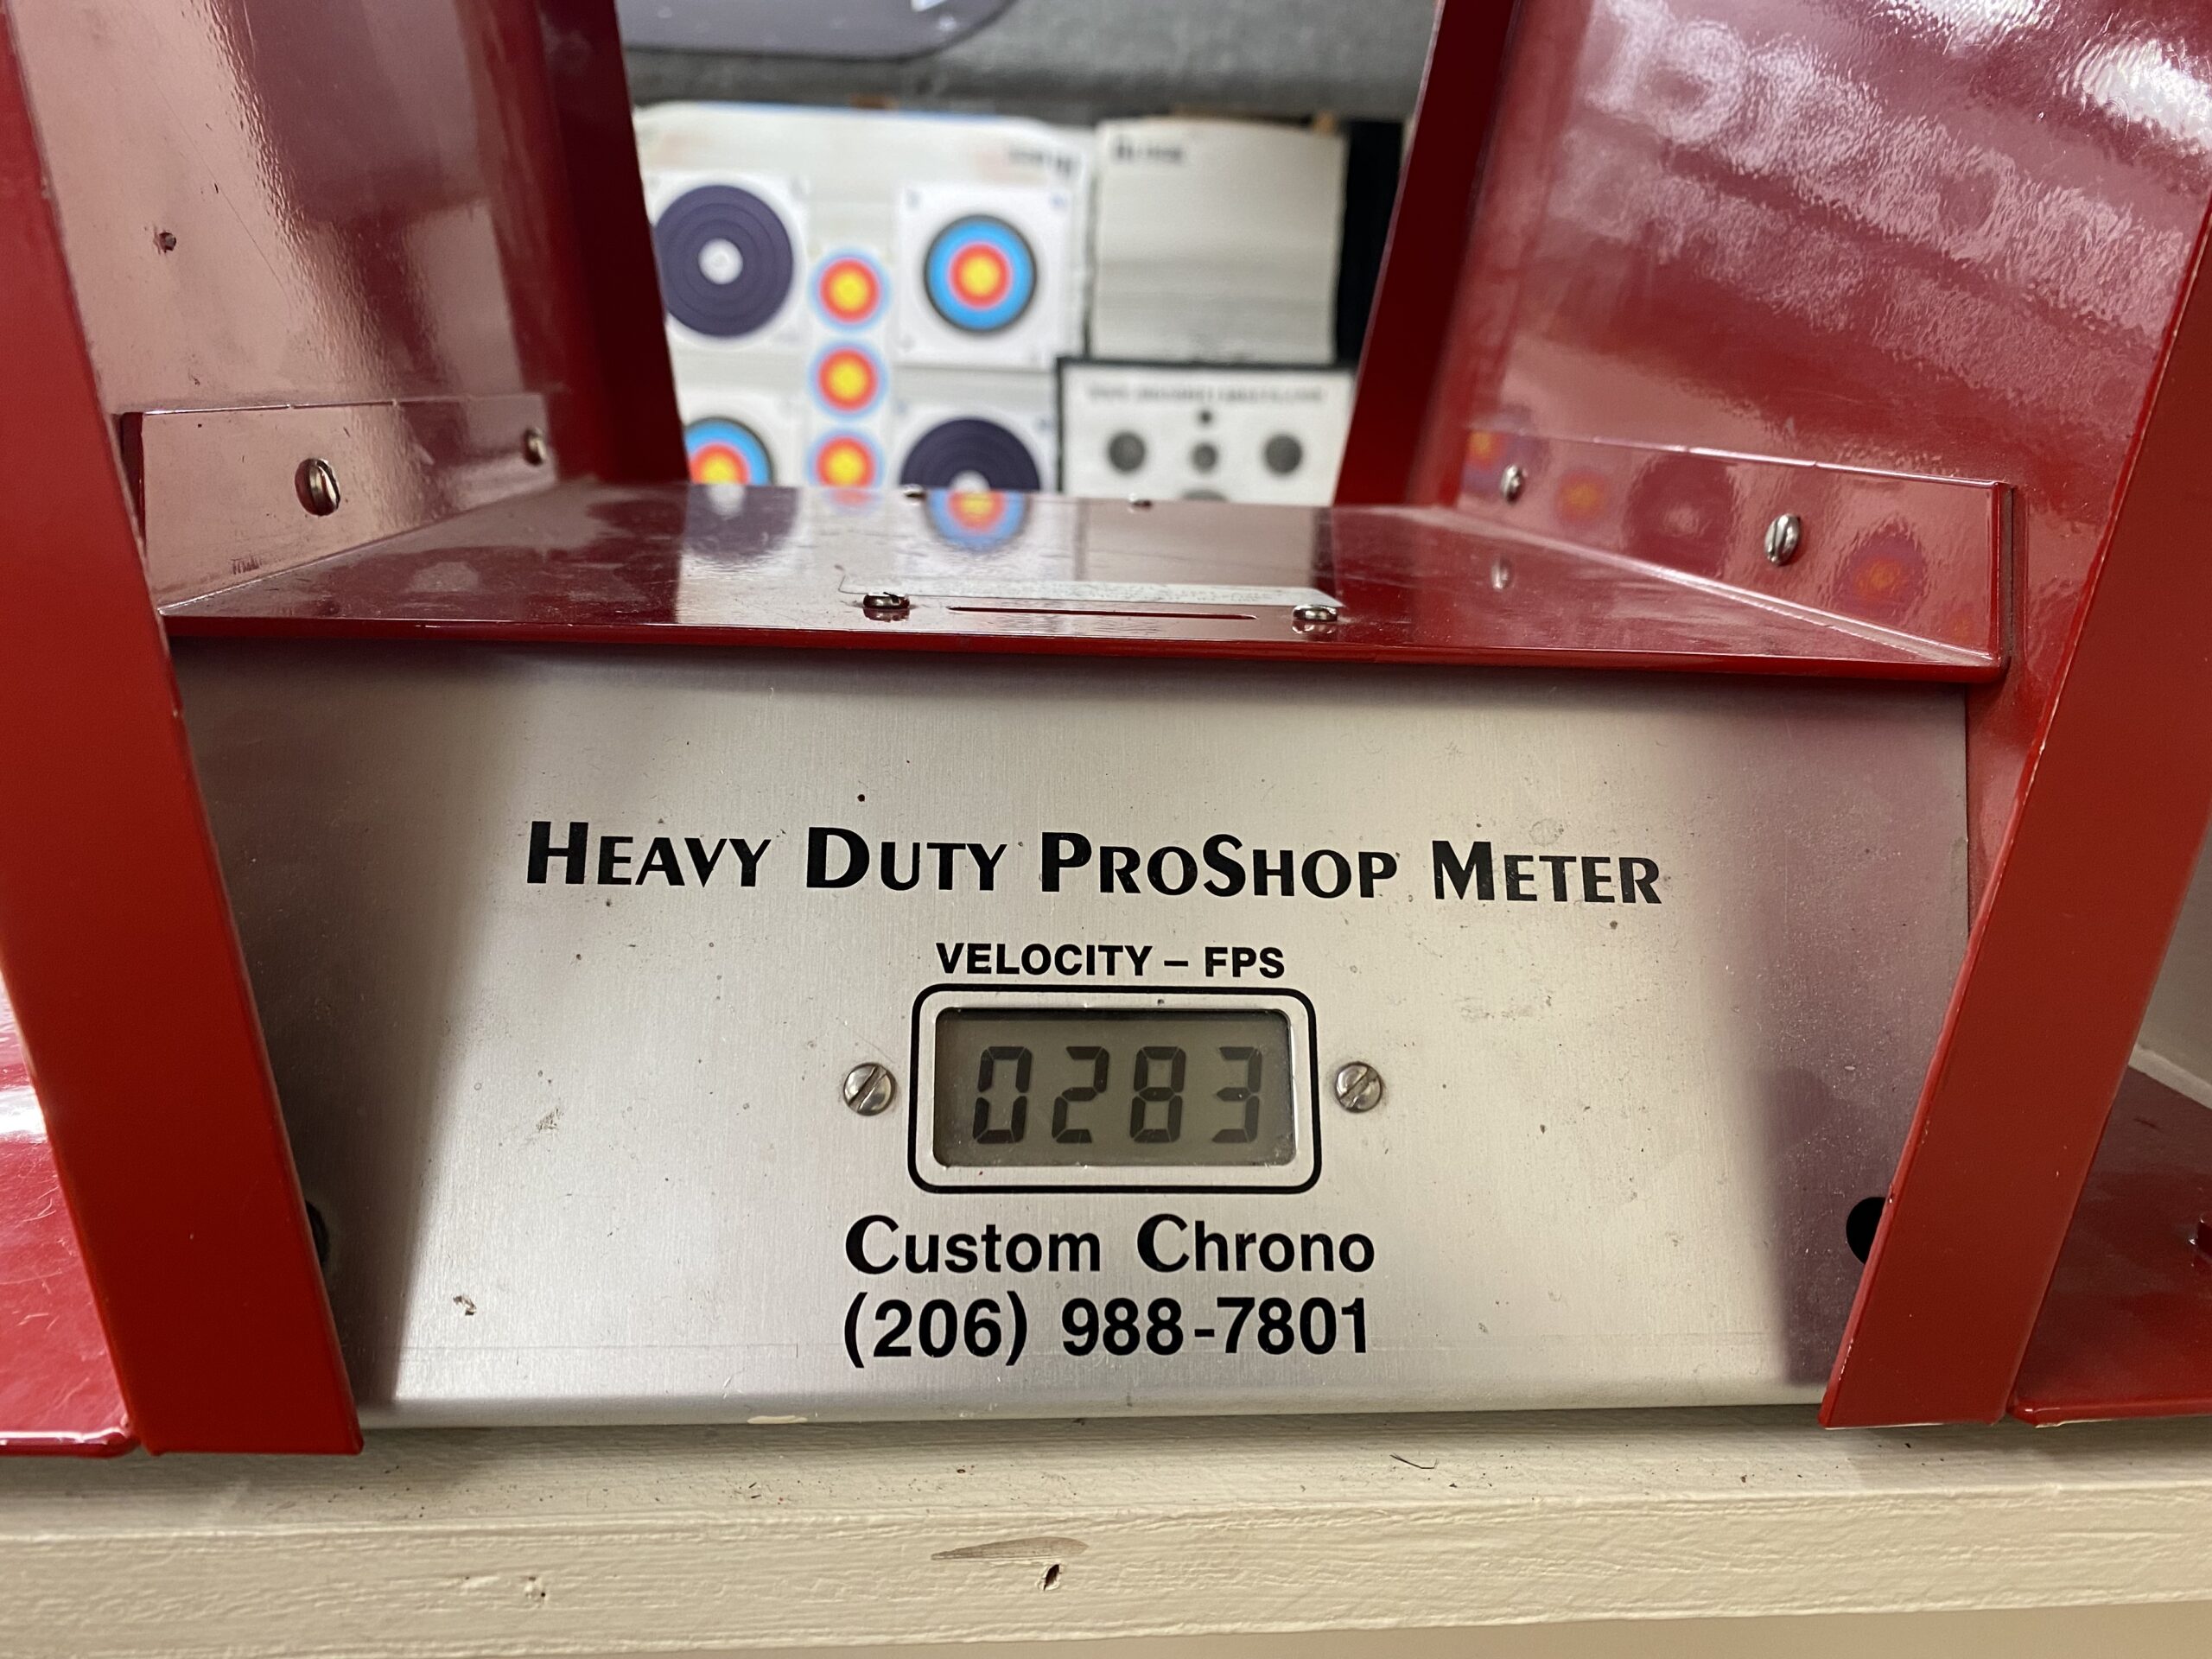 HEAVY DUTY PROSHOP METER
VELOCITY – FPS
0283
Custom Chrono
(206) 988-7801